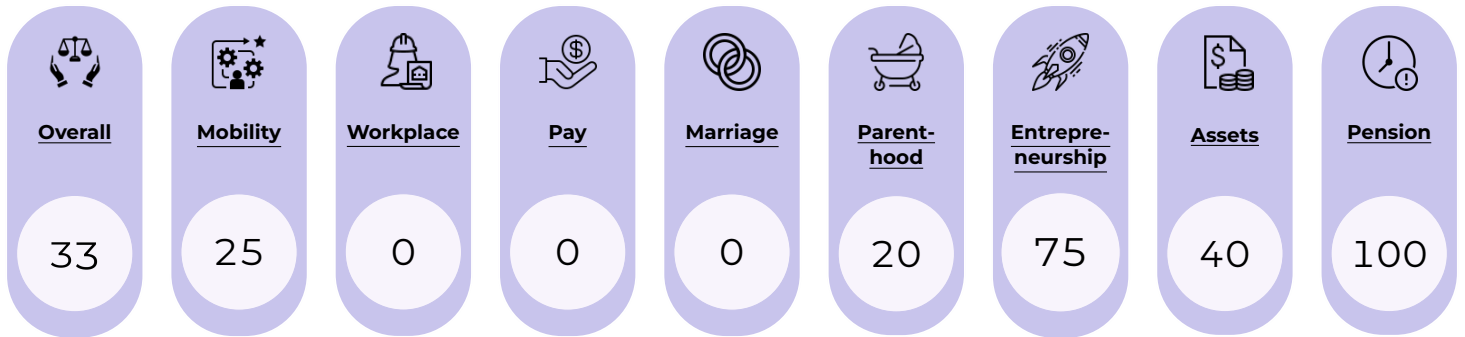 Overall
33
Mobility
25
Workplace
0
Pay
0
Marriage
0
Parent-
hood
20
Entrepre-
neurship
75
Assets
40
Pension
100